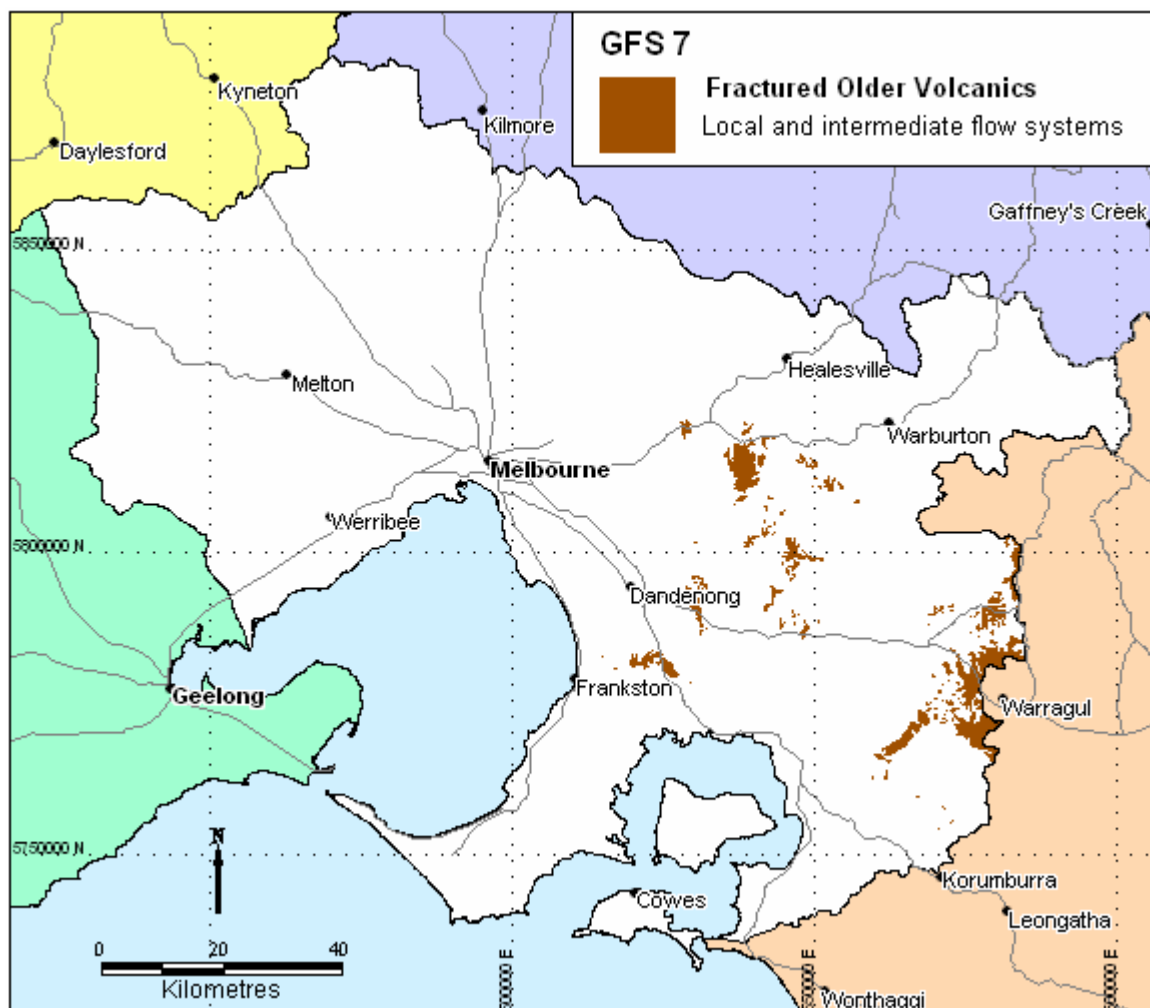 GFS 7
Fractured Older Volcanics
Local and intermediate flow systems
Kyneton
Kilmore
Daylesford
Gaffney's Creek
5850000 N
Healesville
Melton
Warburton
Melbourne
Werribee
5800000 N
Dandenong
Frankston
Geelong
Warragul
5750000 N
N
Korumburra
Cowes
Leongatha
0 20 40
Kilometres
Wonthaggi